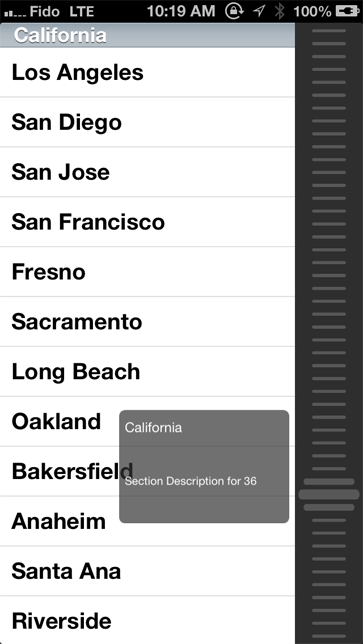 Fido LTE 10:19 AM 100%
California
Los Angeles
San Diego
San Jose
San Francisco
Fresno
Sacramento
Long Beach
Oakland
California
Bakersfield
Section Description for 36
Anaheim
Santa Ana
Riverside